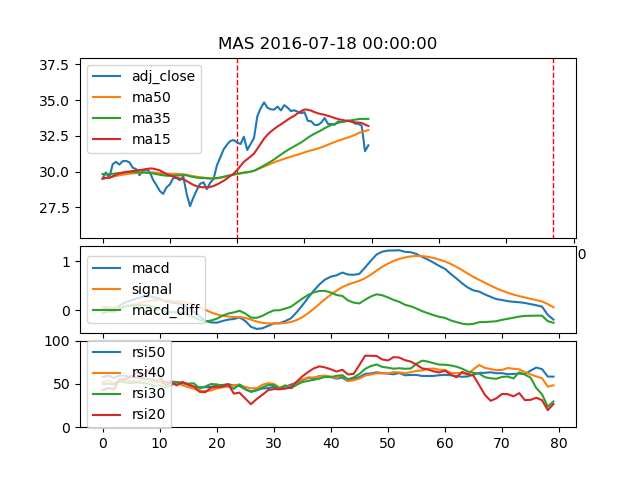 MAS 2016-07-18 00:00:00
37.5
35.0
32.5
30.0
27.5
adj_close
ma50
ma35
ma15
0
1
0
macd
signal
macd_diff
100
50
0
rsi50
rsi40
rsi30
rsi20
0 10 20 30 40 50 60 70 80